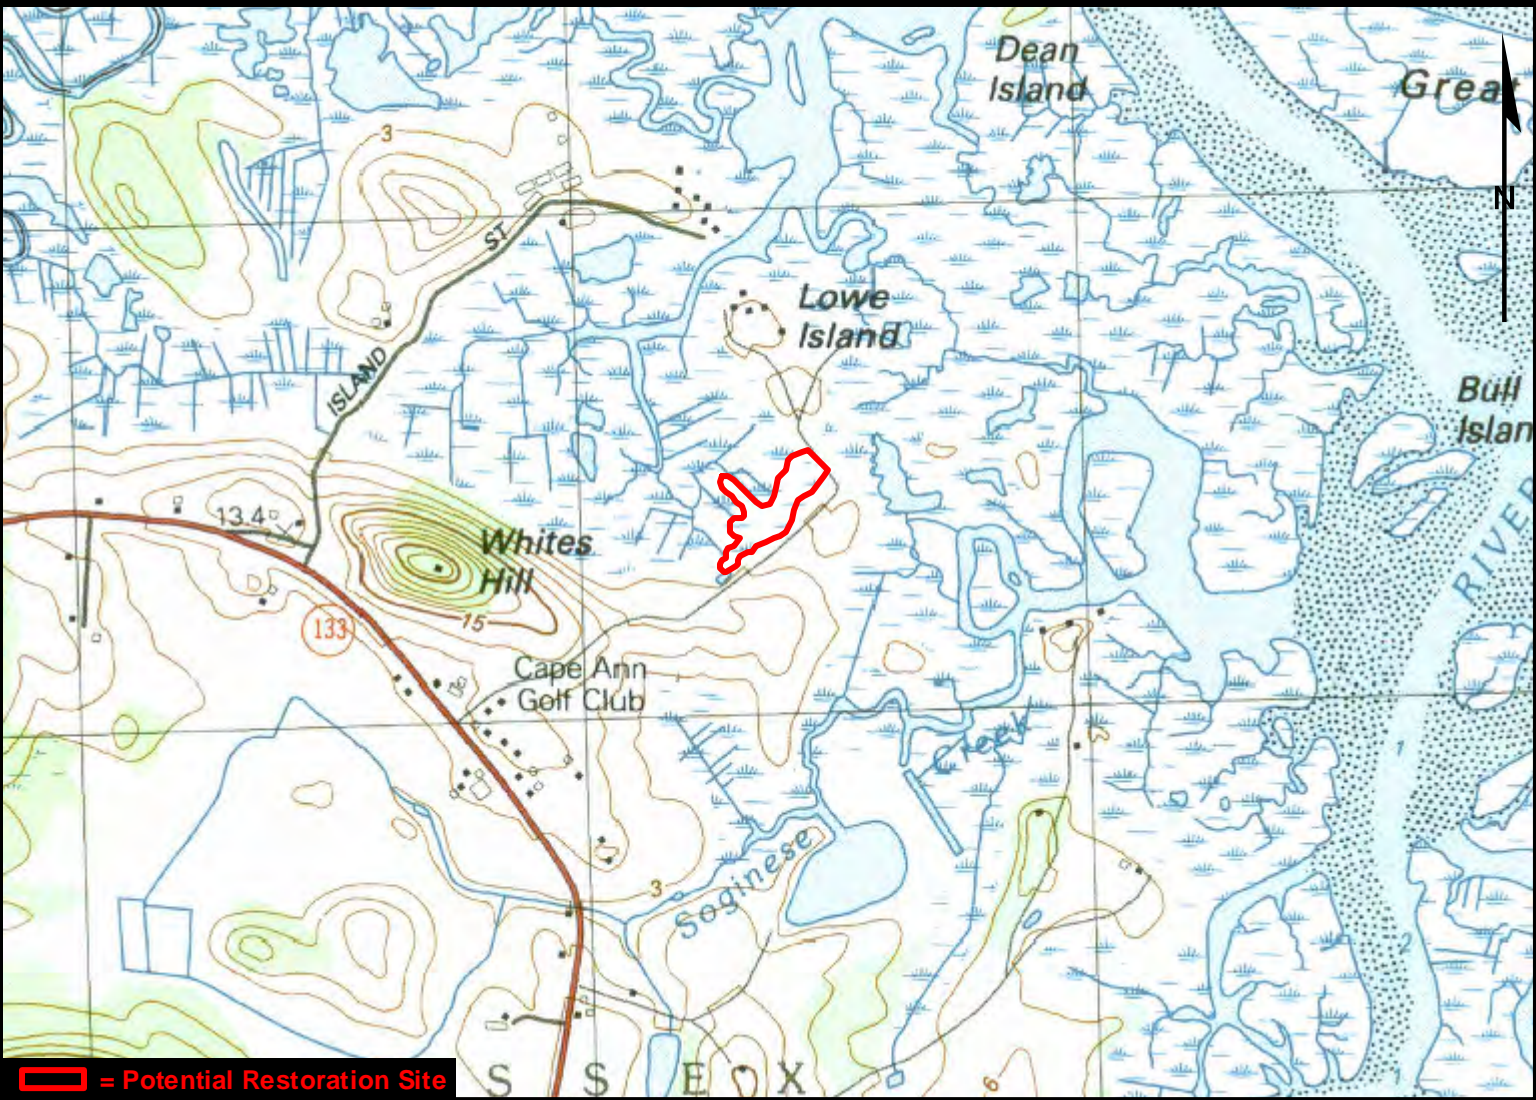 Dean
Island
Great
N
3
ST
ISLAND
Lowe
Island
Bull
Islan
13.4
Whites
Hill
133
15
RIVER
Cape Ann
Golf Club
Creek
1
3
Soginese
2
1
6
S S E X
= Potential Restoration Site